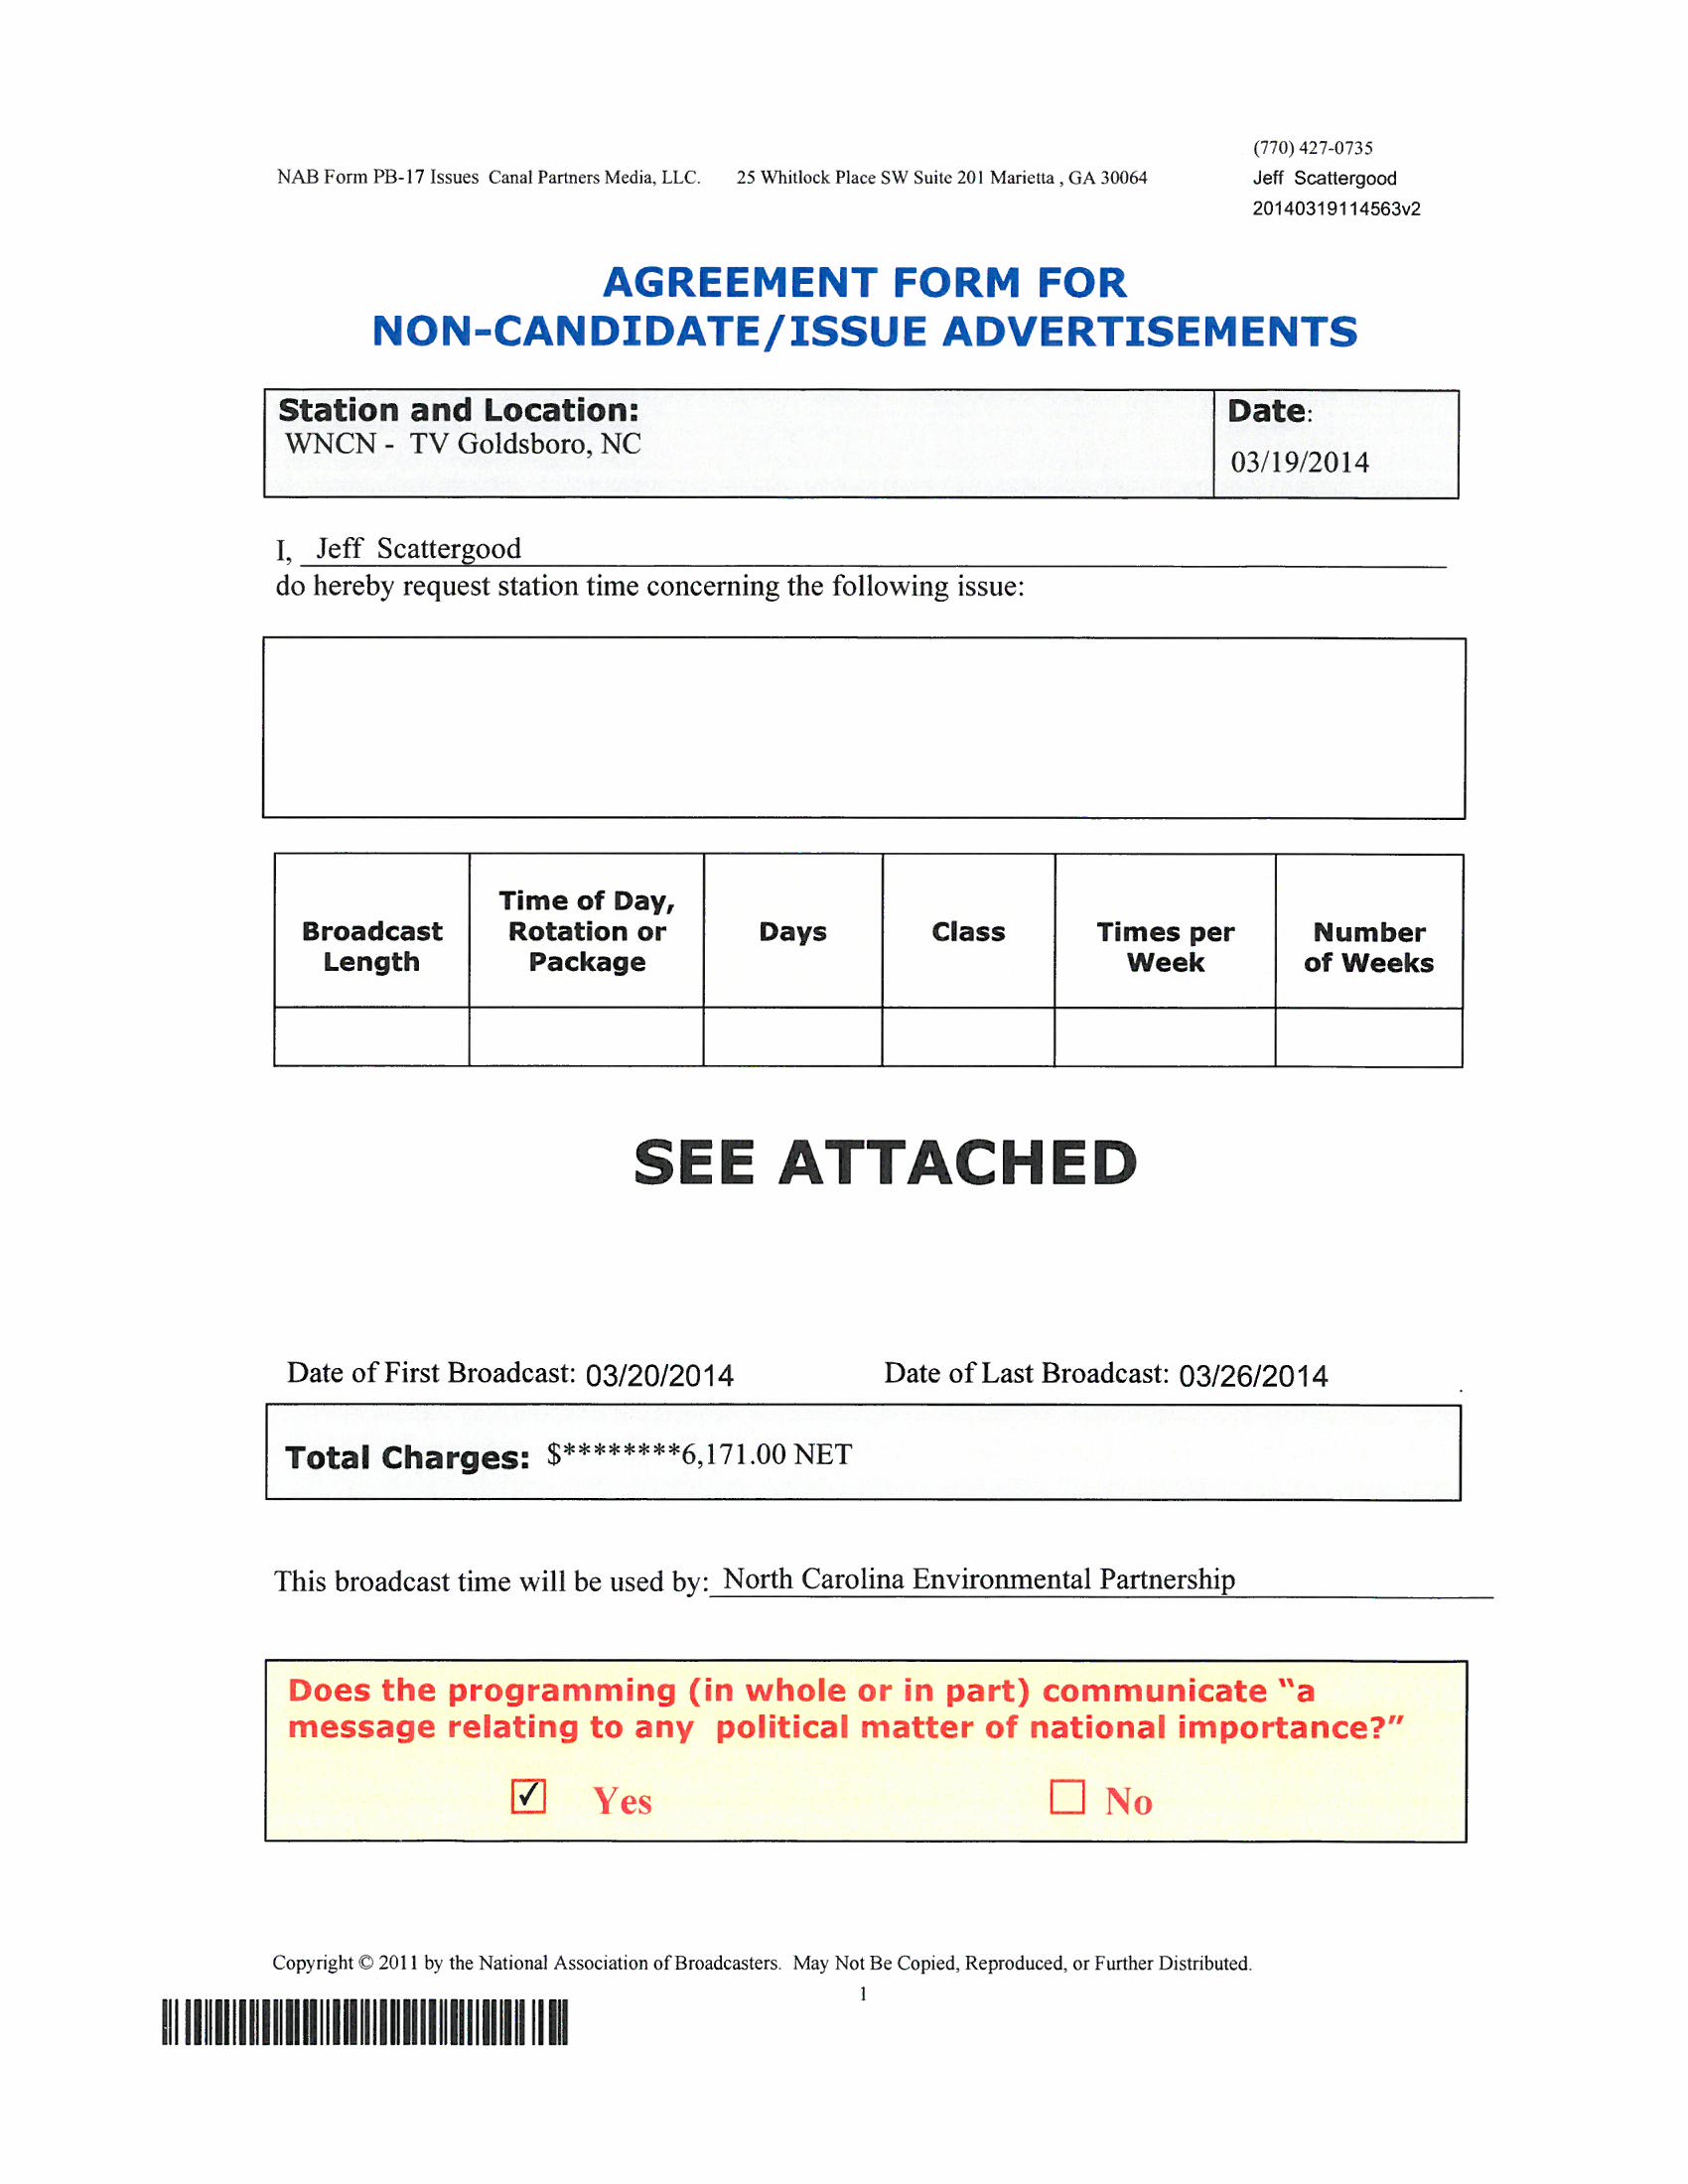 (770) 427-0735
NAB Form PB-17 Issues Canal Partners Media, LLC. 25 Whitlock Place SW Suite 201 Marietta , GA 30064 Jeff Scattergood
20140319114563v2
AGREEMENT FORM FOR
NON-CANDIDATE/ISSUE ADVERTISEMENTS
Station and Location: Date:
WNCN - TV Goldsboro, NC
03/19/2014
I, Jeff Scattergood
do hereby request station time concerning the following issue:
Time of Day,
Broadcast Rotation or Days Class Times per Number
Length Package Week of Weeks
SEE ATTACHED
Date of First Broadcast: 03/20/2014 Date of Last Broadcast: 03/26/2014
Total Charges: $*********6,171.00 NET
This broadcast time will be used by: North Carolina Environmental Partnership
Does the programming (in whole or in part) communicate “a
message relating to any political matter of national importance?”
☑ Yes ☐ No
Copyright © 2011 by the National Association of Broadcasters. May Not Be Copied, Reproduced, or Further Distributed.
1